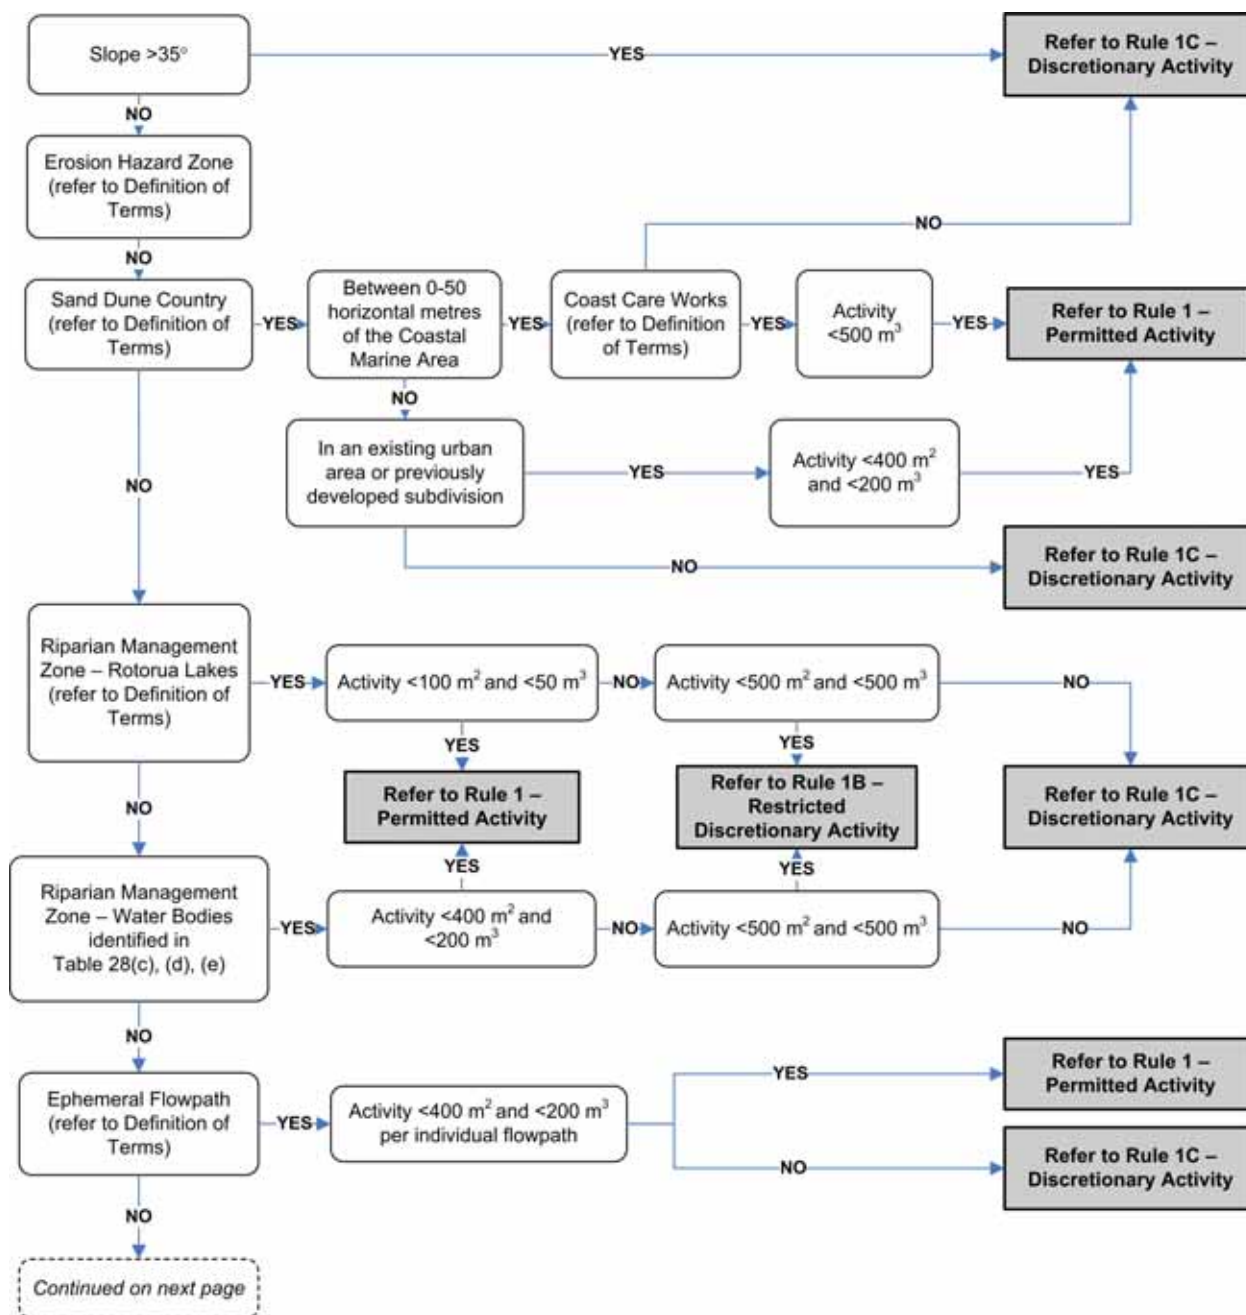 Slope >35°
YES
Refer to Rule 1C –
Discretionary Activity
NO
Erosion Hazard Zone
(refer to Definition of
Terms)
NO
NO
Sand Dune Country
(refer to Definition of
Terms)
YES
Between 0-50
horizontal metres
of the Coastal
Marine Area
YES
Coast Care Works
(refer to Definition
of Terms)
YES
Activity
<500 m³
YES
Refer to Rule 1 –
Permitted Activity
NO
In an existing urban
area or previously
developed subdivision
YES
Activity <400 m²
and <200 m³
YES
NO
NO
Refer to Rule 1C –
Discretionary Activity
Riparian Management
Zone – Rotorua Lakes
(refer to Definition of
Terms)
YES
Activity <100 m² and <50 m³
NO
Activity <500 m² and <500 m³
NO
YES
YES
NO
Refer to Rule 1 –
Permitted Activity
Refer to Rule 1B –
Restricted
Discretionary Activity
Refer to Rule 1C –
Discretionary Activity
YES
YES
Riparian Management
Zone – Water Bodies
identified in
Table 28(c), (d), (e)
YES
Activity <400 m² and
<200 m³
NO
Activity <500 m² and <500 m³
NO
NO
Ephemeral Flowpath
(refer to Definition of
Terms)
YES
Activity <400 m² and <200 m³
per individual flowpath
YES
Refer to Rule 1 –
Permitted Activity
NO
Refer to Rule 1C –
Discretionary Activity
NO
Continued on next page